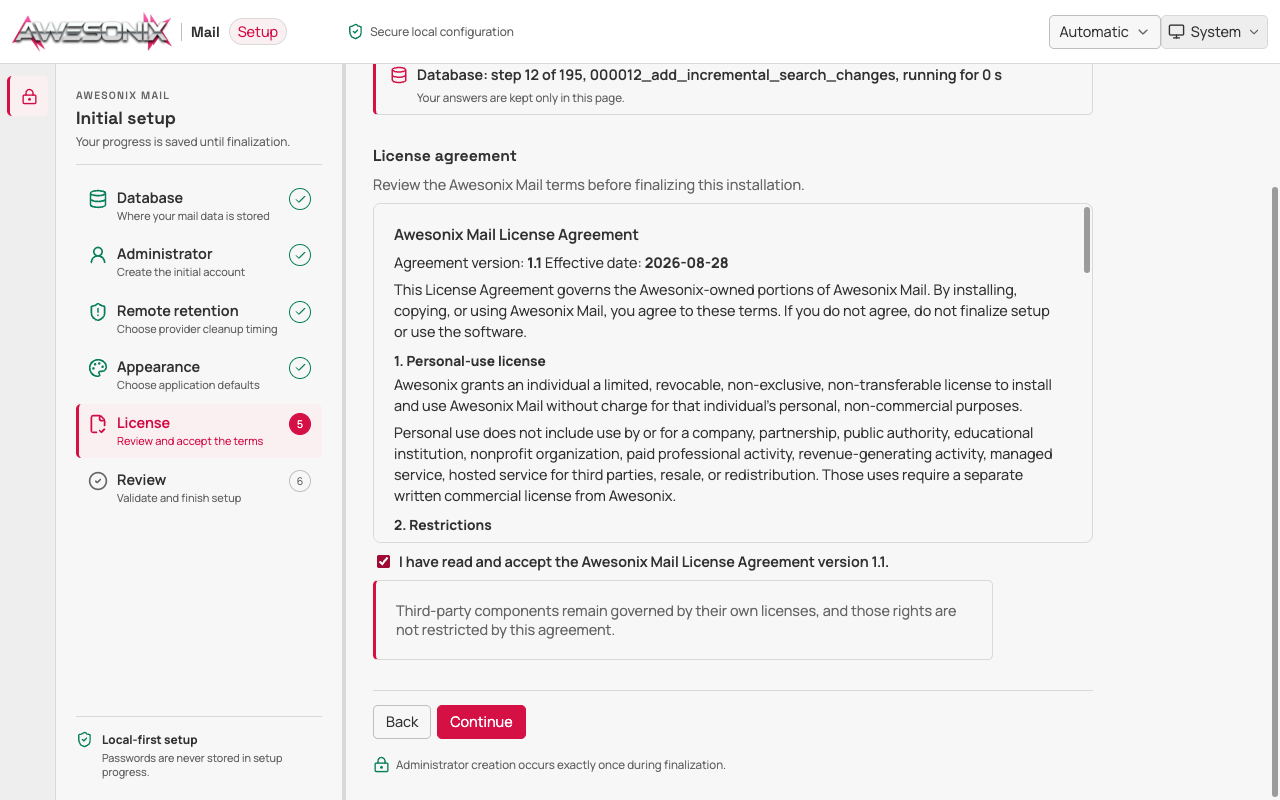 AWESONIX
Mail
Setup
Secure local configuration
Automatic
System
AWESONIX MAIL
Initial setup
Your progress is saved until finalization.
Database
Where your mail data is stored
Administrator
Create the initial account
Remote retention
Choose provider cleanup timing
Appearance
Choose application defaults
License
5
Review and accept the terms
Review
6
Validate and finish setup
Local-first setup
Passwords are never stored in setup
progress.
Database: step 12 of 195, 000012_add_incremental_search_changes, running for 0 s
Your answers are kept only in this page.
License agreement
Review the Awesonix Mail terms before finalizing this installation.
Awesonix Mail License Agreement
Agreement version: 1.1 Effective date: 2026-08-28
This License Agreement governs the Awesonix-owned portions of Awesonix Mail. By installing,
copying, or using Awesonix Mail, you agree to these terms. If you do not agree, do not finalize setup
or use the software.
1. Personal-use license
Awesonix grants an individual a limited, revocable, non-exclusive, non-transferable license to install
and use Awesonix Mail without charge for that individual's personal, non-commercial purposes.
Personal use does not include use by or for a company, partnership, public authority, educational
institution, nonprofit organization, paid professional activity, revenue-generating activity, managed
service, hosted service for third parties, resale, or redistribution. Those uses require a separate
written commercial license from Awesonix.
2. Restrictions
I have read and accept the Awesonix Mail License Agreement version 1.1.
Third-party components remain governed by their own licenses, and those rights are
not restricted by this agreement.
Back
Continue
Administrator creation occurs exactly once during finalization.